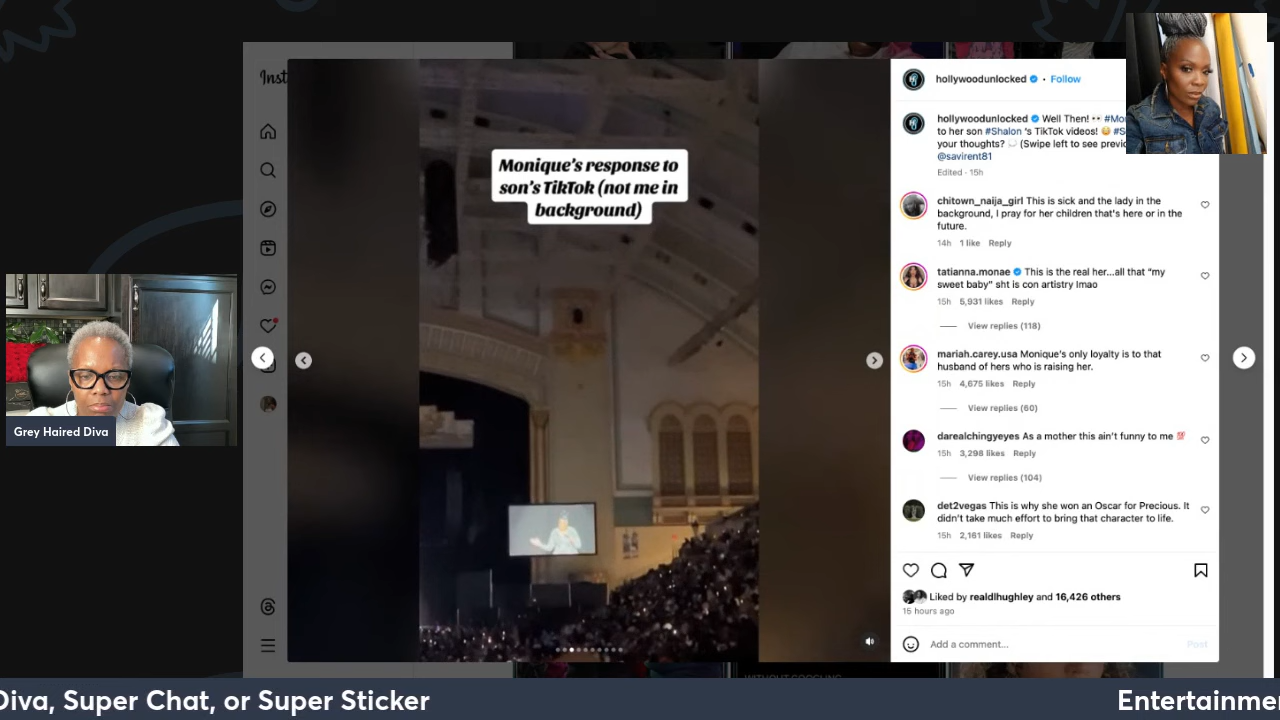 Inst
Monique's response to
son's TikTok (not me in
background)
hollywoodunlocked • Follow
hollywoodunlocked Well Then! 👀 #Mo
to her son #Shalon 's TikTok videos! 😳 #S
your thoughts? 💭 (Swipe left to see previ
@savirent81
Edited · 15h
chitown_naija_girl This is sick and the lady in the
background, I pray for her children that's here or in the
future.
14h 1 like Reply
tatianna.monae This is the real her...all that “my
sweet baby” sht is con artistry lmao
15h 5,931 likes Reply
View replies (118)
mariah.carey.usa Monique's only loyalty is to that
husband of hers who is raising her.
15h 4,675 likes Reply
View replies (60)
darealchingyeyes As a mother this ain't funny to me 💯
15h 3,298 likes Reply
View replies (104)
det2vegas This is why she won an Oscar for Precious. It
didn't take much effort to bring that character to life.
15h 2,161 likes Reply
Liked by realdlhughley and 16,426 others
15 hours ago
Add a comment...
Post
Grey Haired Diva
WITHOUT GOOGLING
Diva, Super Chat, or Super Sticker
Entertainme